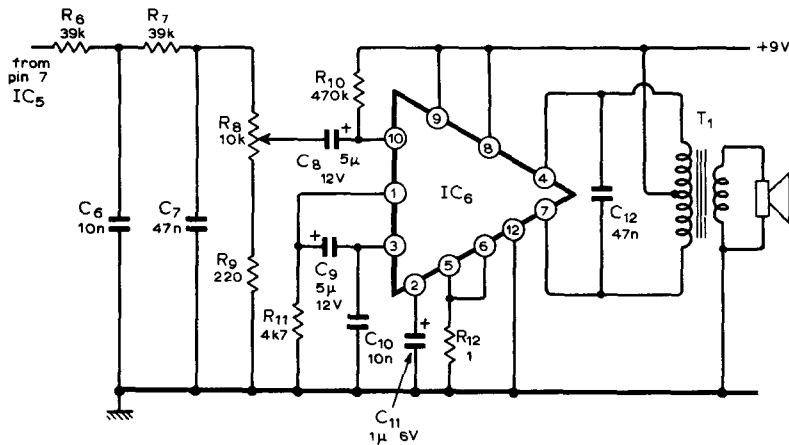 R6
39k
R7
39k
from
pin 7
IC5
+9V
R10
470k
R8
10k
+
C8
5μ
12V
10
9
8
4
7
12
6
5
2
3
1
IC6
T1
C12
47n
C6
10n
C7
47n
+
C9
5μ
12V
R9
220
R11
4k7
C10
10n
+
R12
1
C11
1μ 6V